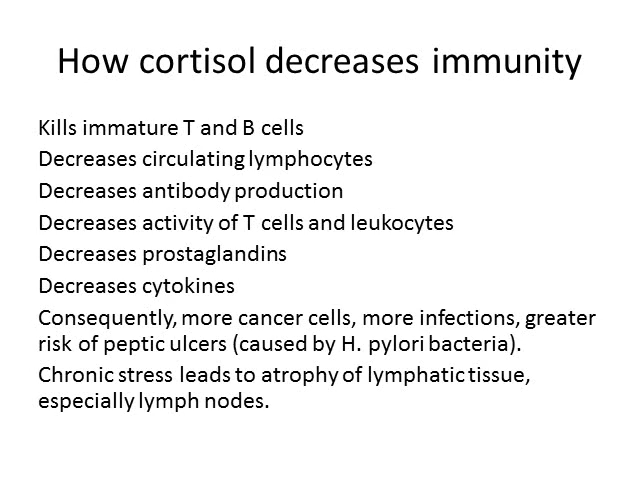 How cortisol decreases immunity
Kills immature T and B cells
Decreases circulating lymphocytes
Decreases antibody production
Decreases activity of T cells and leukocytes
Decreases prostaglandins
Decreases cytokines
Consequently, more cancer cells, more infections, greater
risk of peptic ulcers (caused by H. pylori bacteria).
Chronic stress leads to atrophy of lymphatic tissue,
especially lymph nodes.